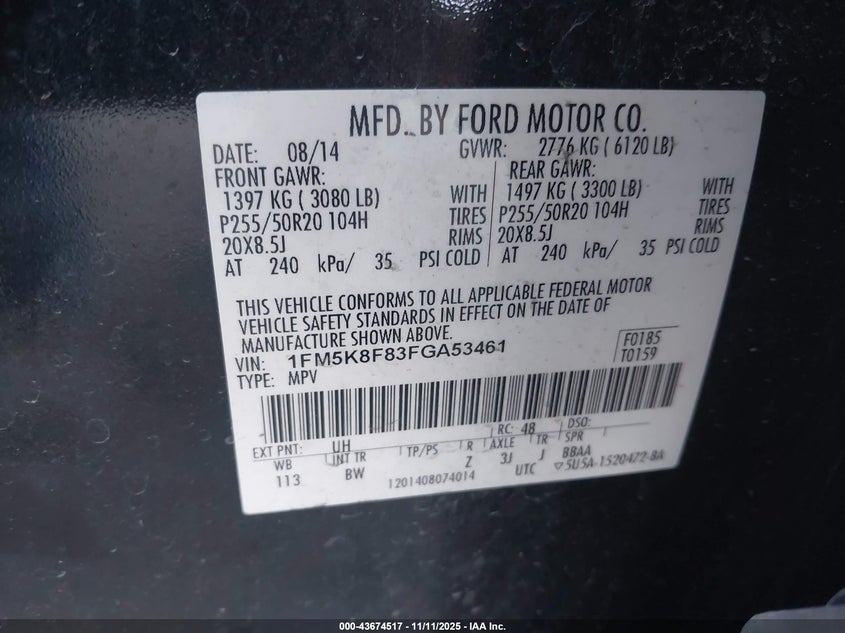 MFD. BY FORD MOTOR CO.
DATE: 08/14 GVWR: 2776 KG ( 6120 LB)
FRONT GAWR: REAR GAWR:
1397 KG ( 3080 LB) WITH 1497 KG ( 3300 LB) WITH
P255/50R20 104H TIRES P255/50R20 104H TIRES
20X8.5J RIMS 20X8.5J RIMS
AT 240 kPa/ 35 PSI COLD AT 240 kPa/ 35 PSI COLD
THIS VEHICLE CONFORMS TO ALL APPLICABLE FEDERAL MOTOR
VEHICLE SAFETY STANDARDS IN EFFECT ON THE DATE OF
MANUFACTURE SHOWN ABOVE.
VIN: 1FM5K8F83FGA53461 F0185
TYPE: MPV T0159
EXT PNT: UH RC: 48 DSO:
WB INT TR TP/PS R AXLE TR SPR
113 BW Z 3J J BBAA
1201408074014 UTC ▽5U5A-1520472-BA
000-43674517 - 11/11/2025 - IAA Inc.